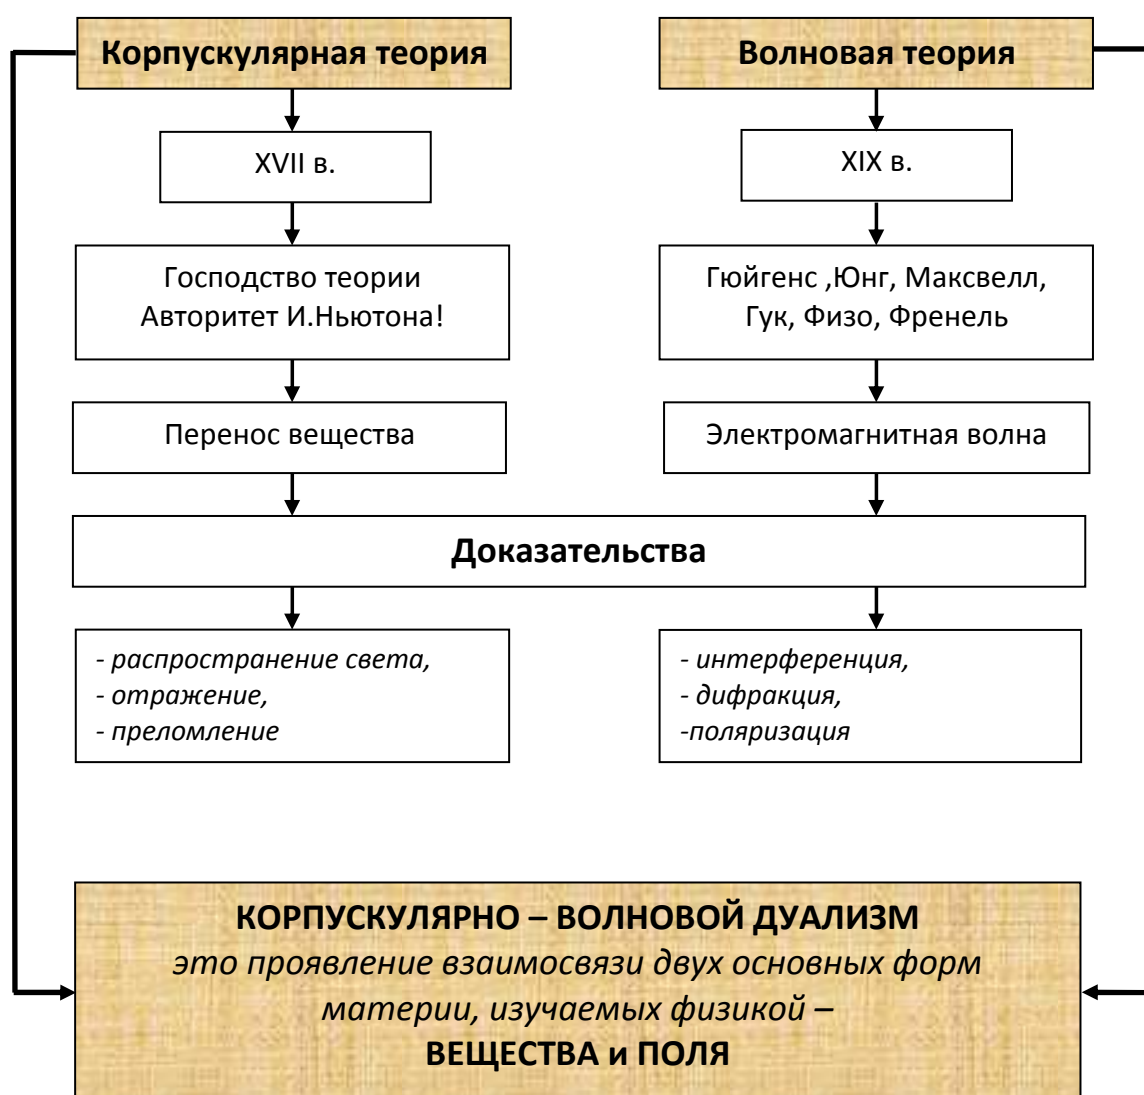 Корпускулярная теория
Волновая теория
XVII в.
XIX в.
Господство теории
Авторитет И.Ньютона!
Гюйгенс ,Юнг, Максвелл,
Гук, Физо, Френель
Перенос вещества
Электромагнитная волна
Доказательства
- распространение света,
- отражение,
- преломление
- интерференция,
- дифракция,
-поляризация
КОРПУСКУЛЯРНО – ВОЛНОВОЙ ДУАЛИЗМ
это проявление взаимосвязи двух основных форм
материи, изучаемых физикой –
ВЕЩЕСТВА и ПОЛЯ